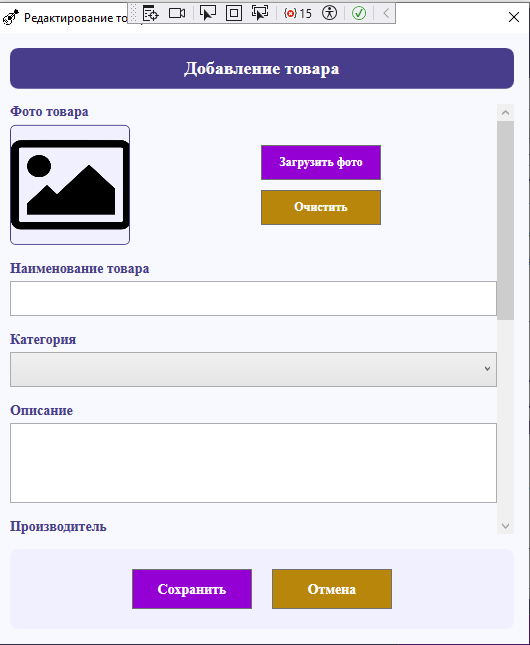 Редактирование то
15
Добавление товара
Фото товара
Загрузить фото
Очистить
Наименование товара
Категория
Описание
Производитель
Сохранить
Отмена